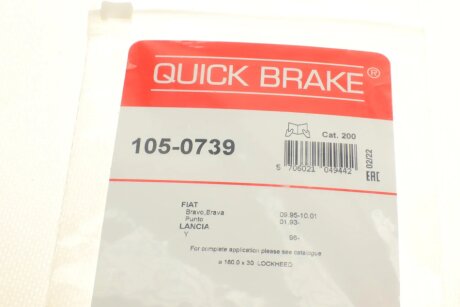 QUICK BRAKE®
Cat. 200
105-0739
5 706021 049442
02/22
EAC
FIAT
Bravo,Brava 09.95-10.01
Punto 01.93-
LANCIA
Y 96-
For complete application please see catalogue
ø 180.0 x 30 -LOCKHEED